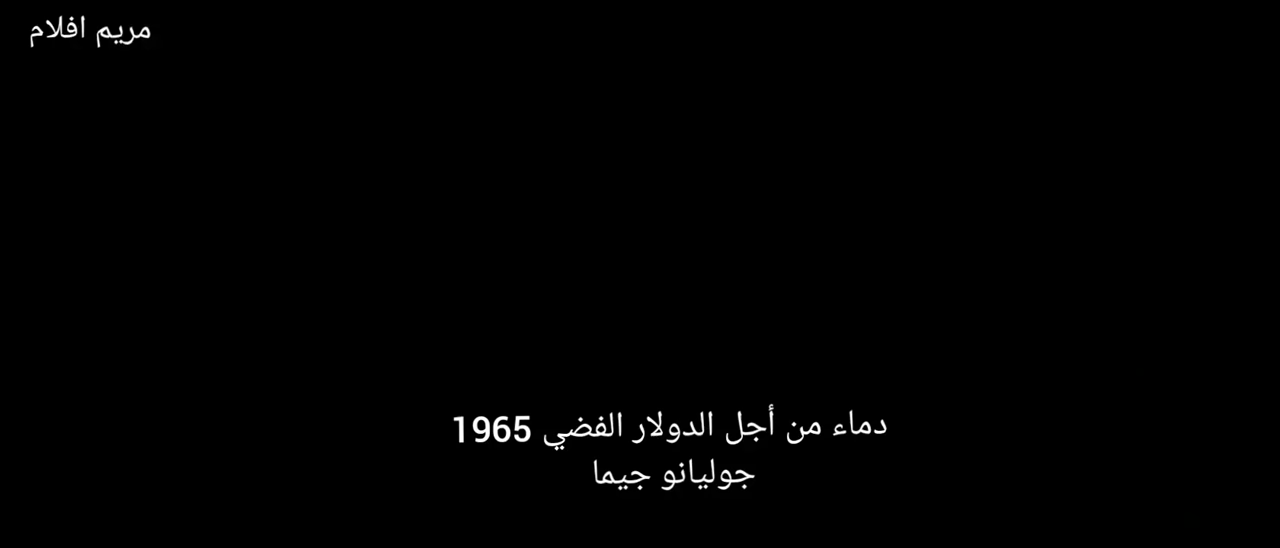 مريم افلام
دماء من أجل الدولار الفضي 1965
جوليانو جيما